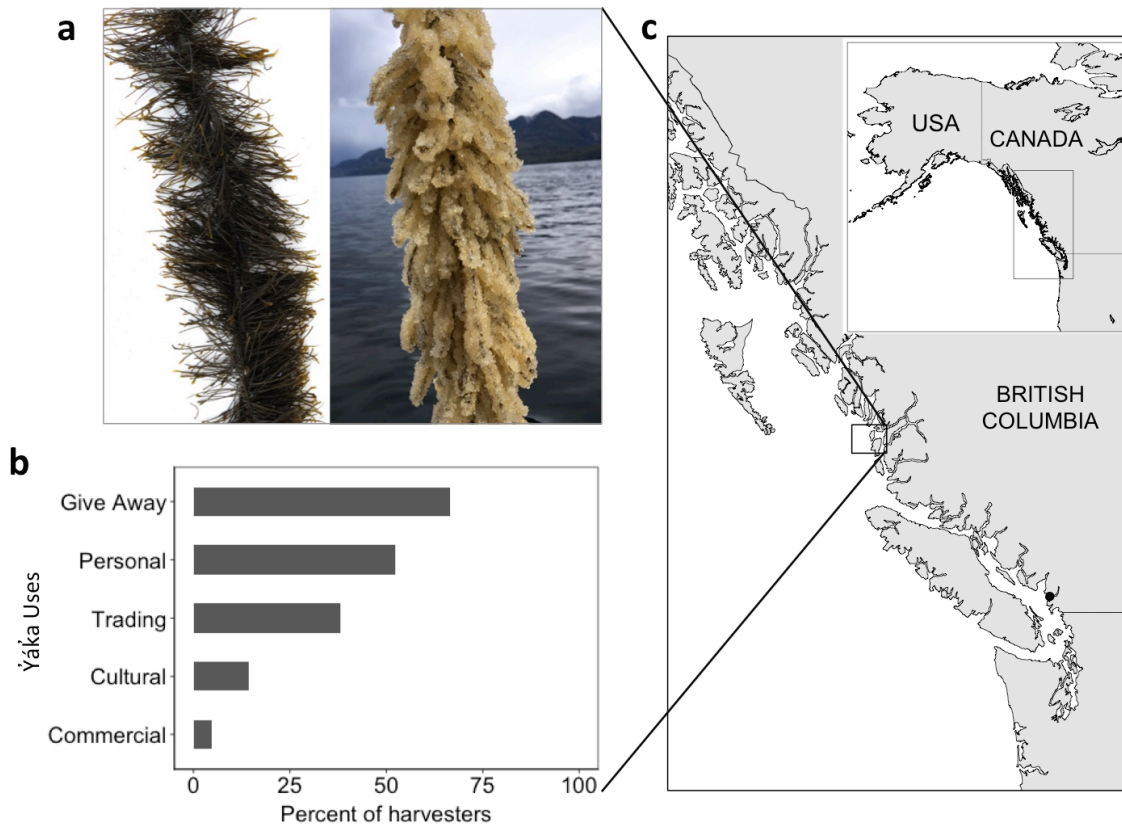 a
b
Ýák̓a Uses
Give Away
Personal
Trading
Cultural
Commercial
0 25 50 75 100
Percent of harvesters
c
USA
CANADA
BRITISH
COLUMBIA